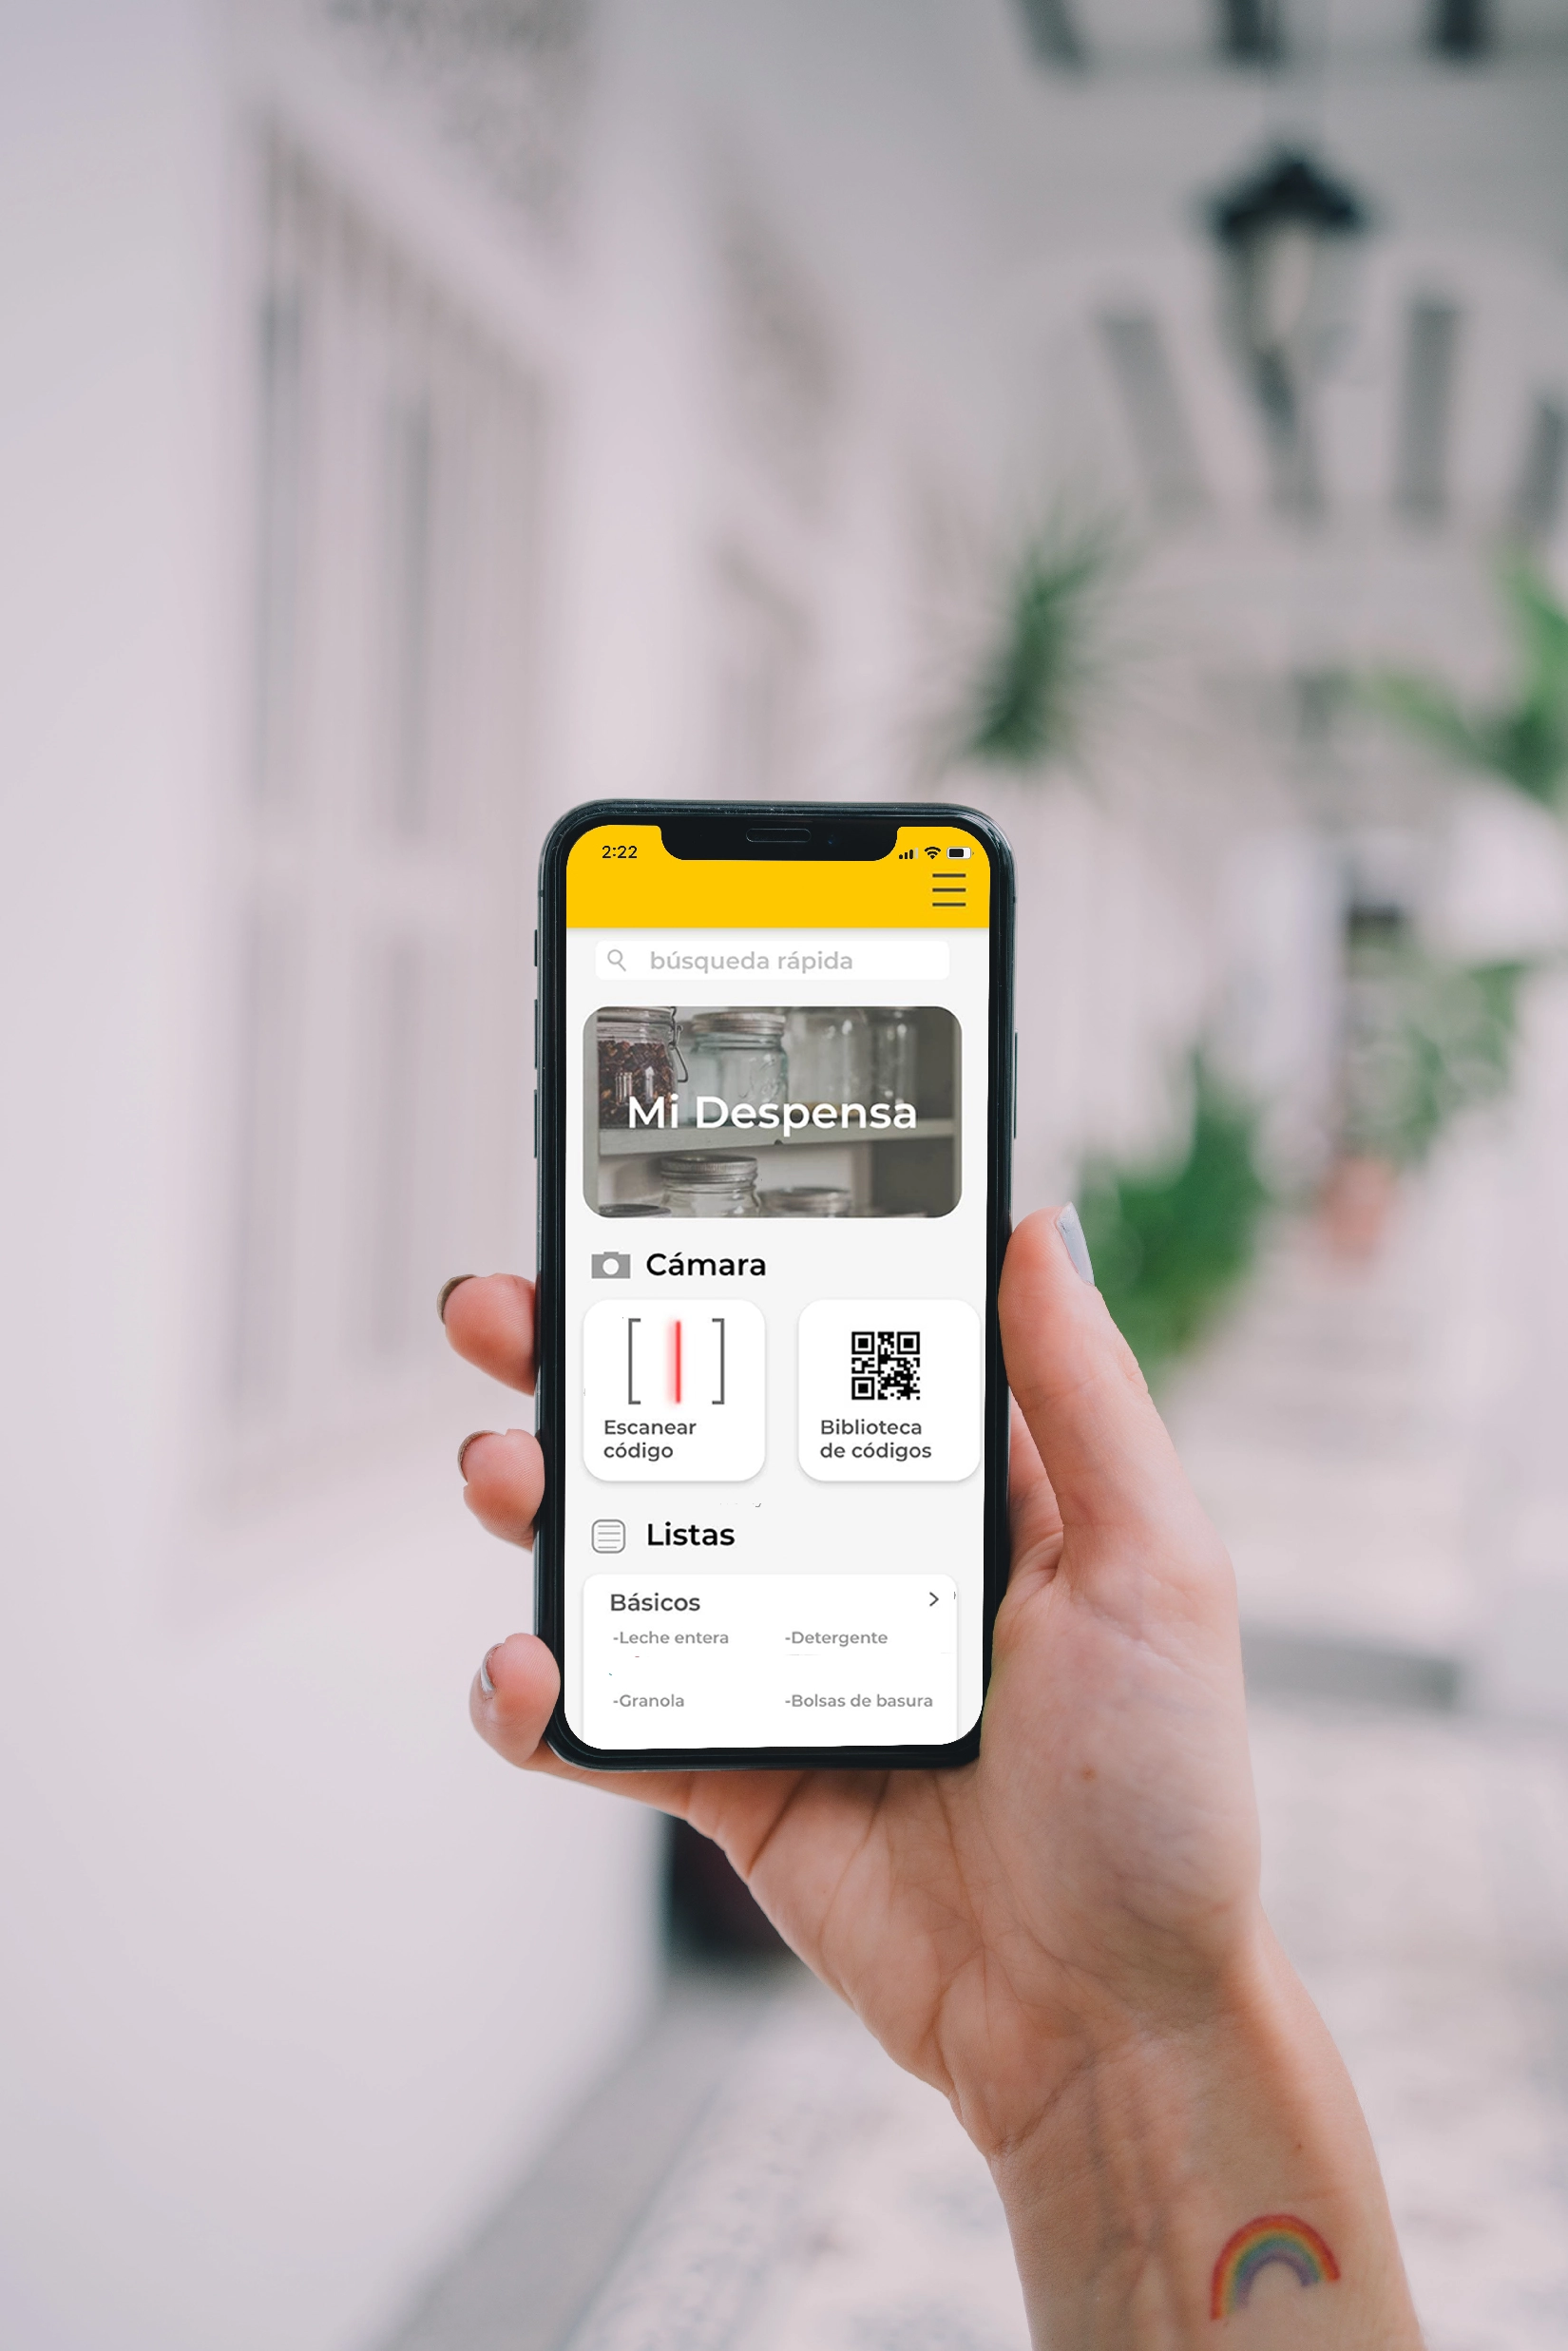 2:22
búsqueda rápida
Mi Despensa
Cámara
Escanear
código
Biblioteca
de códigos
Listas
Básicos
-Leche entera
-Detergente
-Granola
-Bolsas de basura